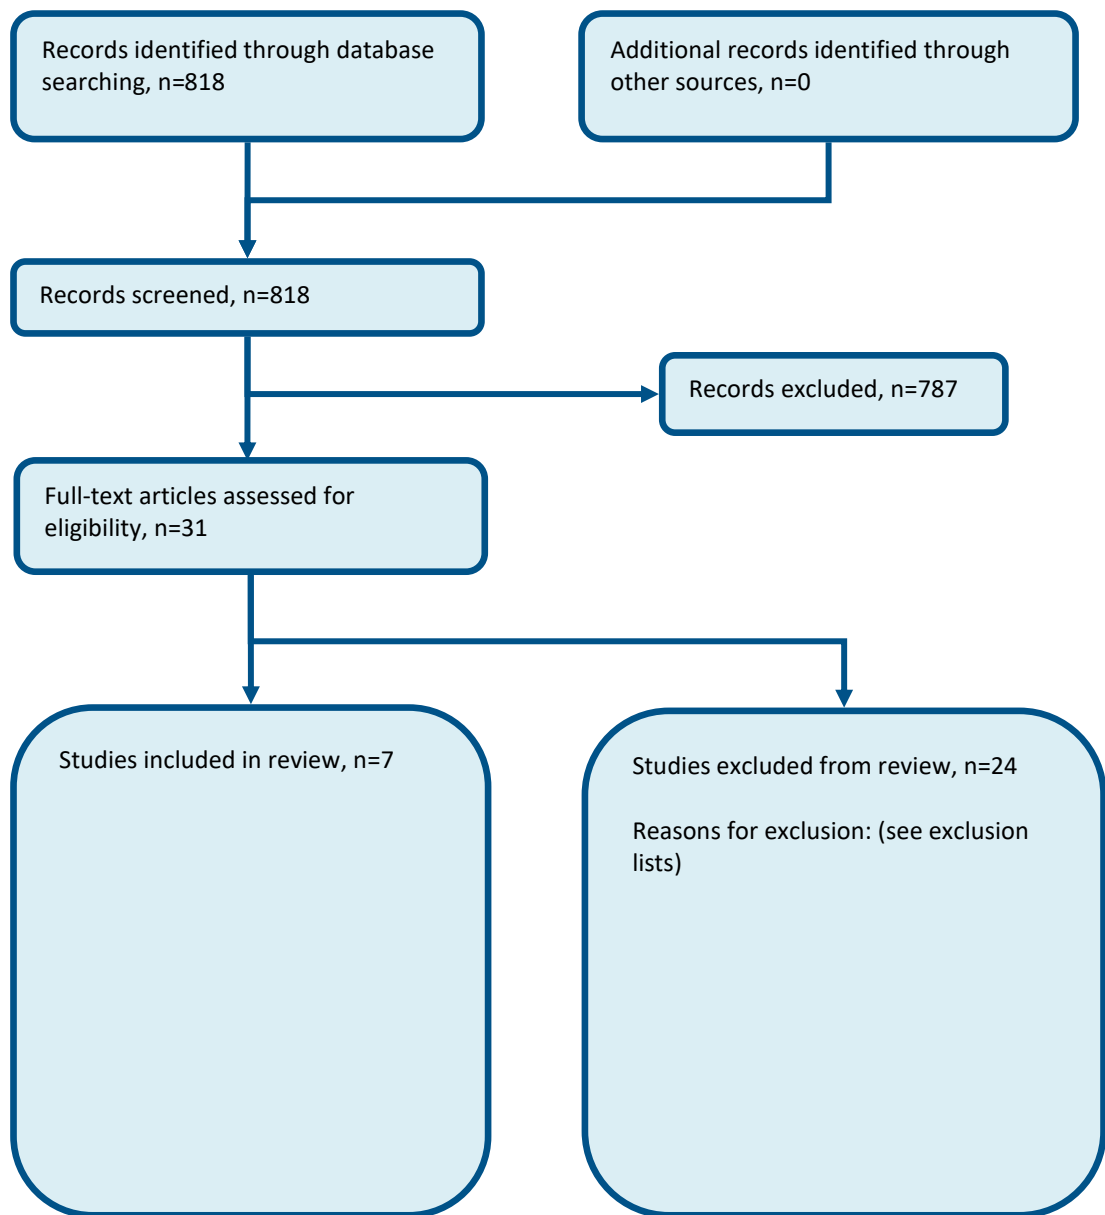 Records identified through database
searching, n=818
Additional records identified through
other sources, n=0
Records screened, n=818
Records excluded, n=787
Full-text articles assessed for
eligibility, n=31
Studies included in review, n=7
Studies excluded from review, n=24
Reasons for exclusion: (see exclusion
lists)